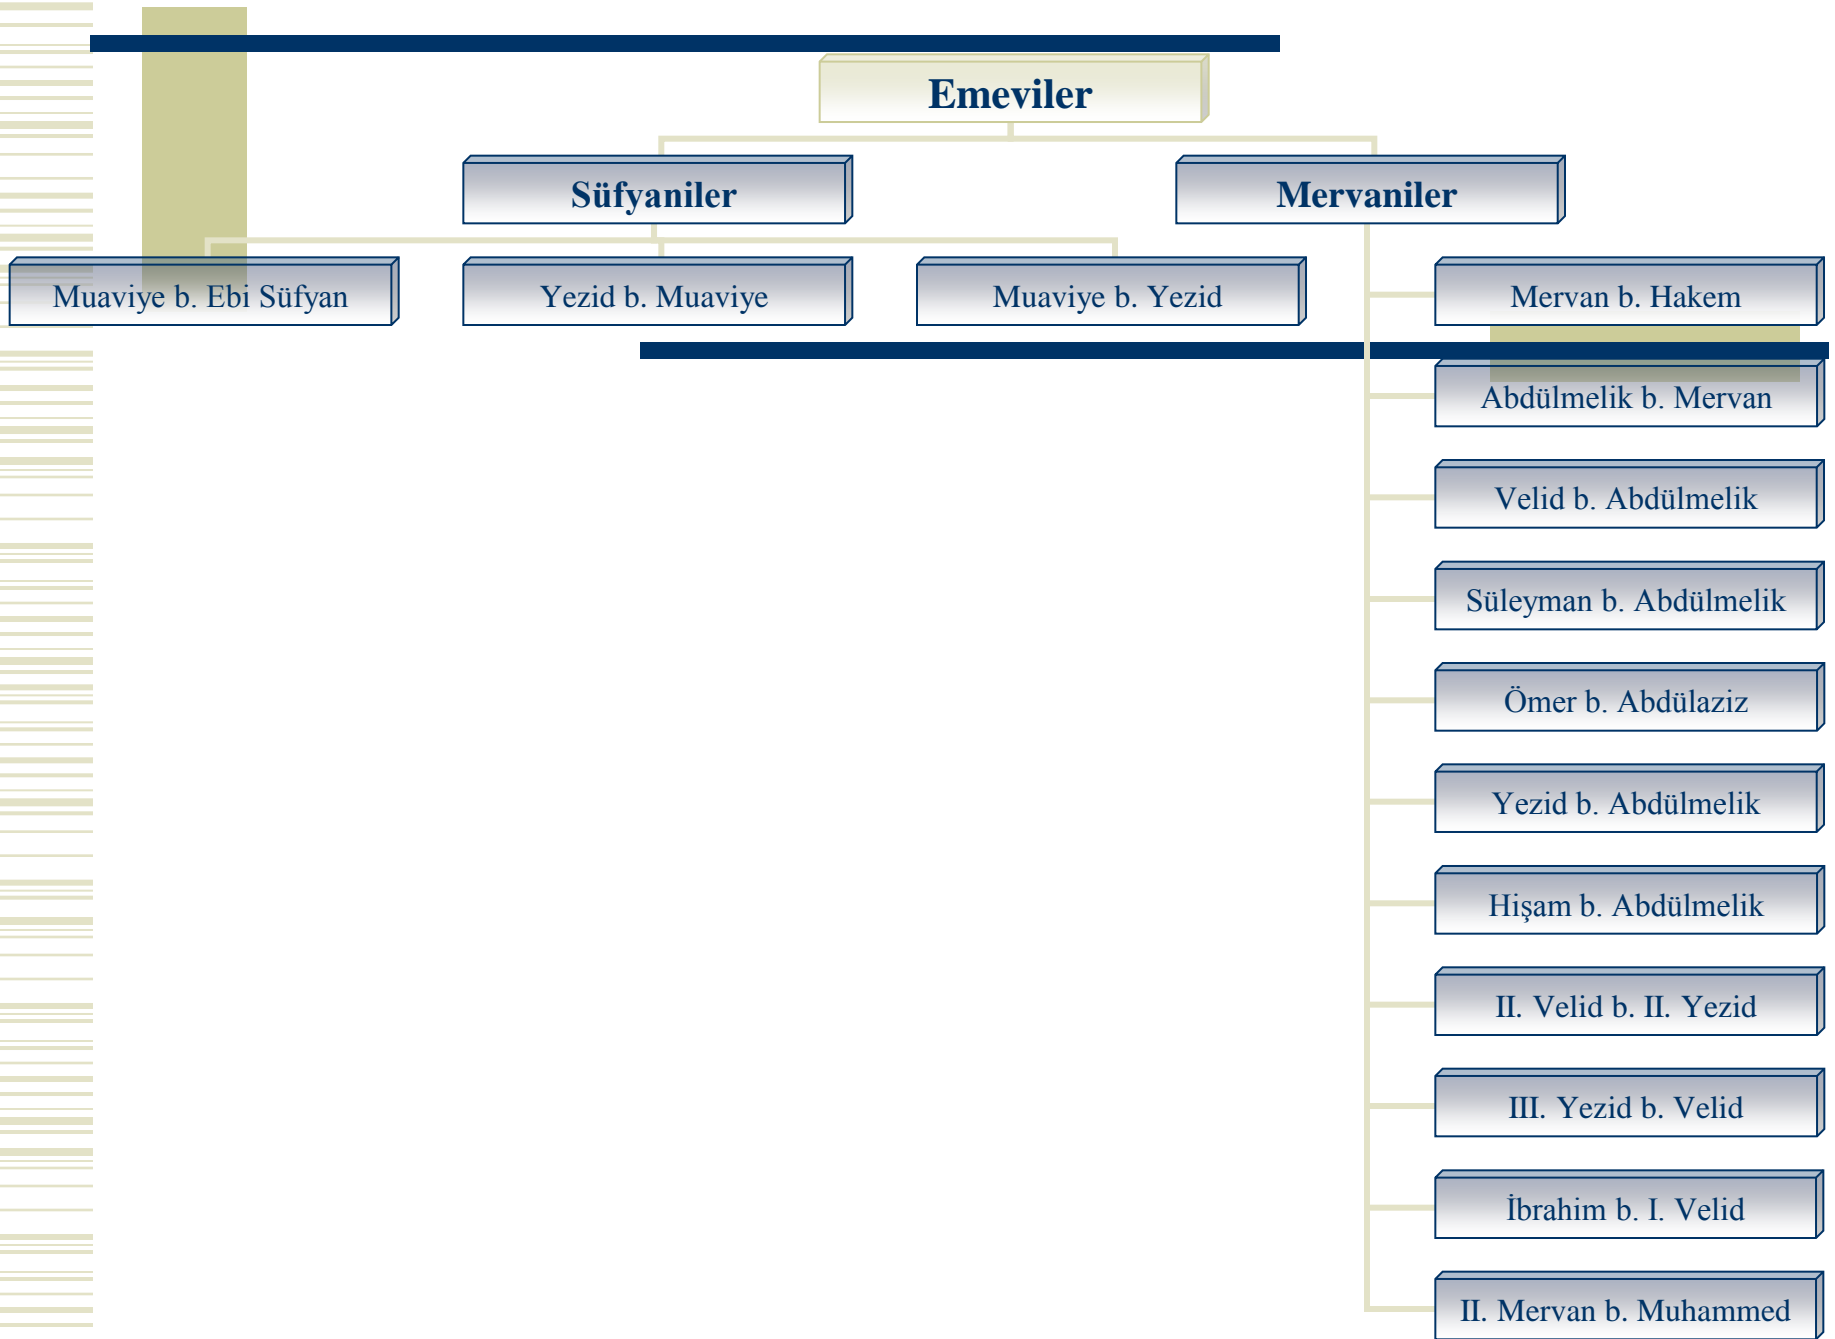 Emeviler
Süfyaniler
Mervaniler
Muaviye b. Ebi Süfyan
Yezid b. Muaviye
Muaviye b. Yezid
Mervan b. Hakem
Abdülmelik b. Mervan
Velid b. Abdülmelik
Süleyman b. Abdülmelik
Ömer b. Abdülaziz
Yezid b. Abdülmelik
Hişam b. Abdülmelik
II. Velid b. II. Yezid
III. Yezid b. Velid
İbrahim b. I. Velid
II. Mervan b. Muhammed